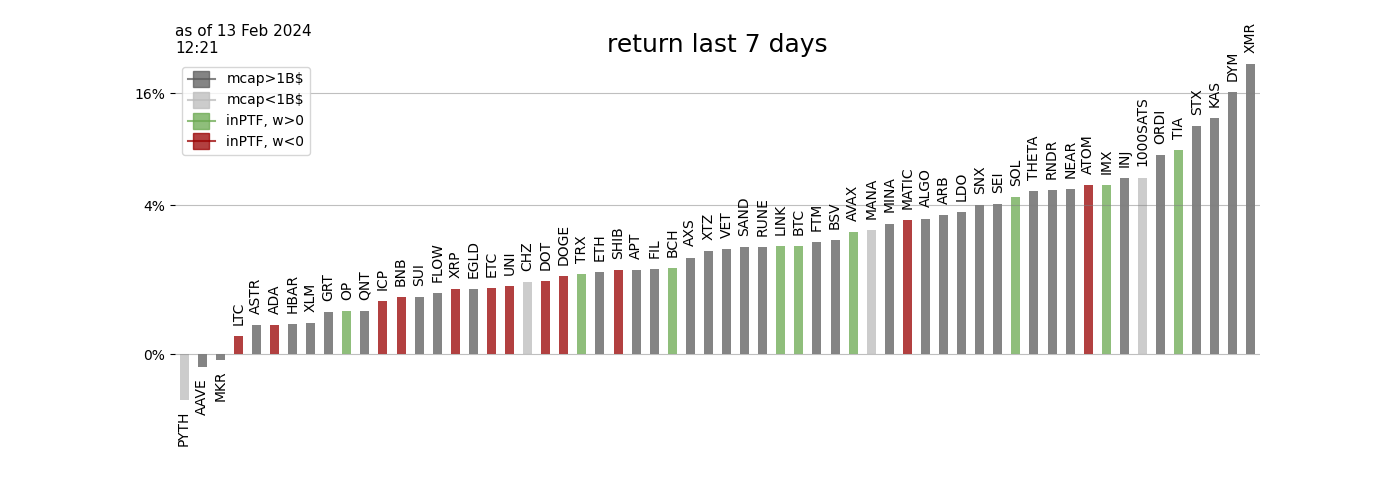 as of 13 Feb 2024
12:21
return last 7 days
mcap>1B$
mcap<1B$
inPTF, w>0
inPTF, w<0
16%
4%
0%
PYTH
AAVE
MKR
LTC
ASTR
ADA
HBAR
XLM
GRT
OP
QNT
ICP
BNB
SUI
FLOW
XRP
EGLD
ETC
UNI
CHZ
DOT
DOGE
TRX
ETH
SHIB
APT
FIL
BCH
AXS
XTZ
VET
SAND
RUNE
LINK
BTC
FTM
BSV
AVAX
MANA
MINA
MATIC
ALGO
ARB
LDO
SNX
SEI
SOL
THETA
RNDR
NEAR
ATOM
IMX
INJ
1000SATS
ORDI
TIA
STX
KAS
DYM
XMR